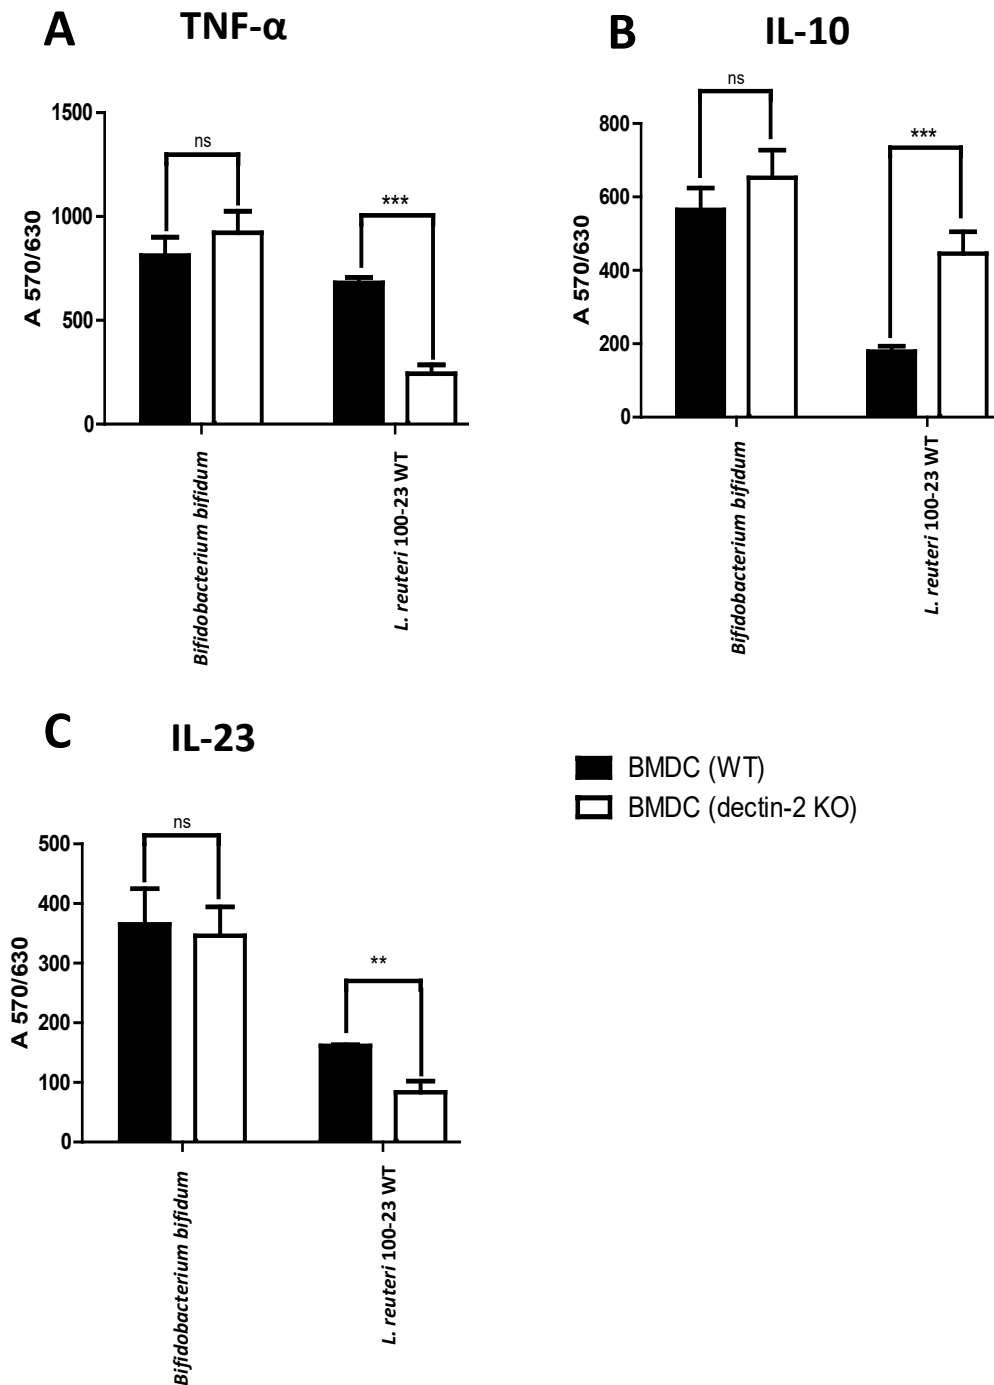 A
TNF-α
1500
1000
500
0
A 570/630
ns
***
Bifidobacterium bifidum
L. reuteri 100-23 WT
B
IL-10
800
600
400
200
0
A 570/630
ns
***
Bifidobacterium bifidum
L. reuteri 100-23 WT
C
IL-23
500
400
300
200
100
0
A 570/630
ns
**
Bifidobacterium bifidum
L. reuteri 100-23 WT
BMDC (WT)
BMDC (dectin-2 KO)